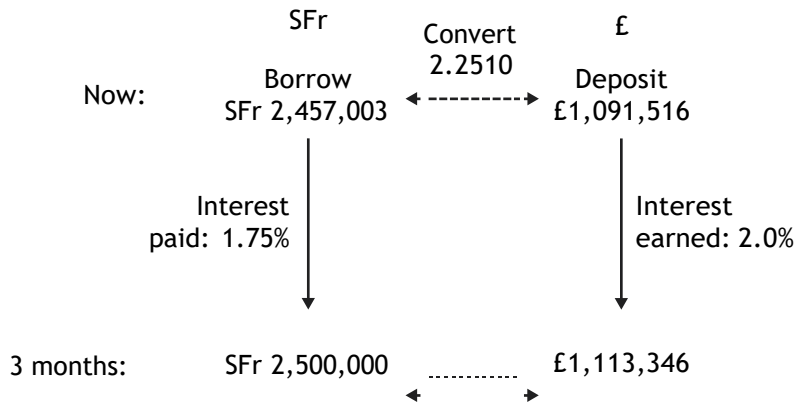 SFr
£
Convert
2.2510
Now:
Borrow
Deposit
SFr 2,457,003
£1,091,516
Interest
paid: 1.75%
Interest
earned: 2.0%
3 months:
SFr 2,500,000
£1,113,346